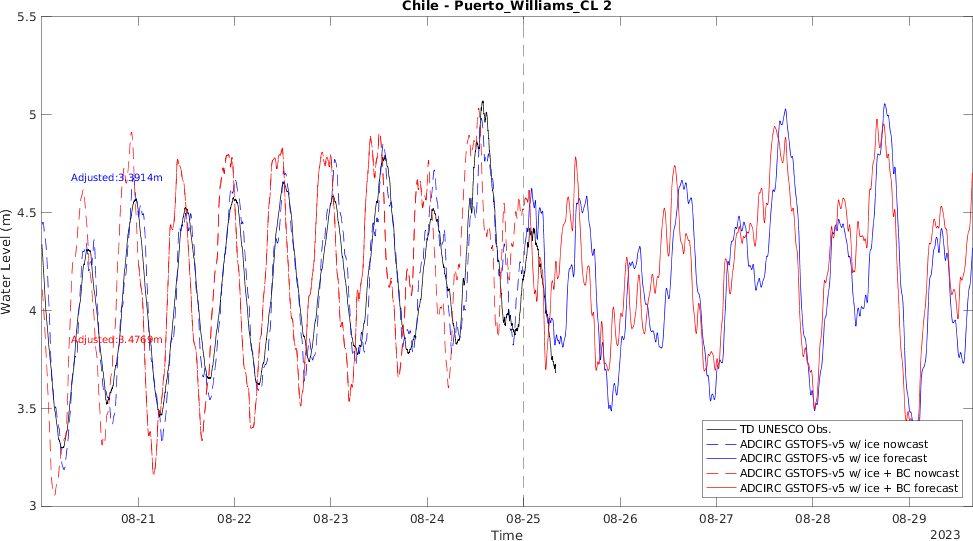 Chile - Puerto_Williams_CL 2
5.5
5
4.5
4
3.5
3
Water Level (m)
Adjusted:3.3914m
Adjusted:3.4769m
TD UNESCO Obs.
ADCIRC GSTOFS-v5 w/ ice nowcast
ADCIRC GSTOFS-v5 w/ ice forecast
ADCIRC GSTOFS-v5 w/ ice + BC nowcast
ADCIRC GSTOFS-v5 w/ ice + BC forecast
08-21
08-22
08-23
08-24
08-25
08-26
08-27
08-28
08-29
Time
2023